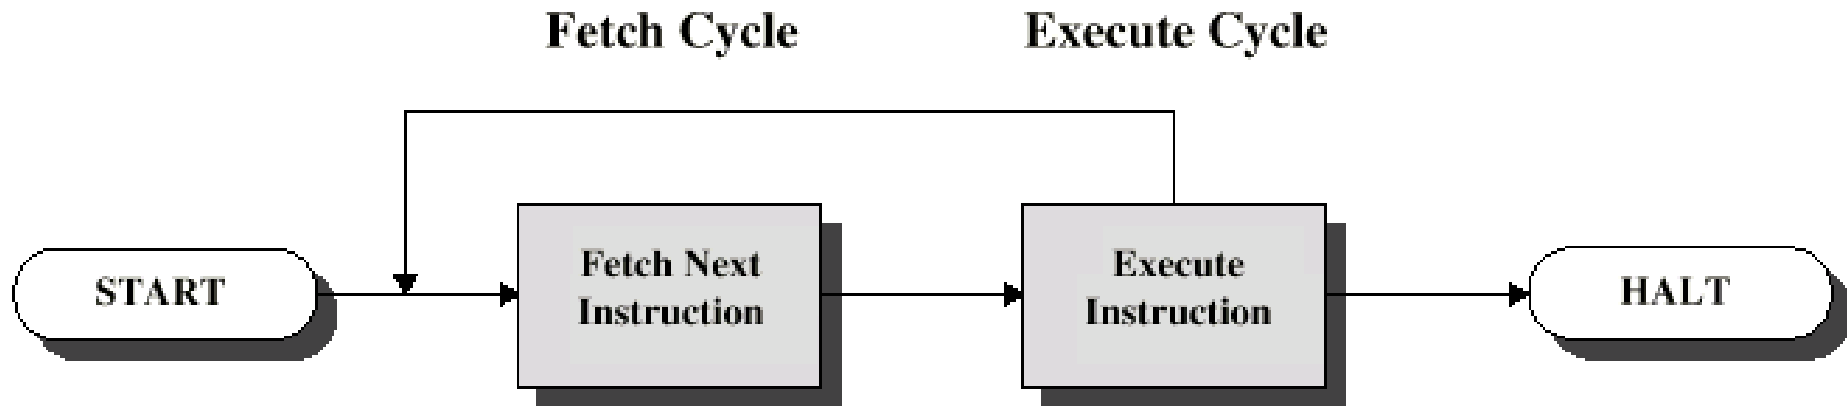 Fetch Cycle
Execute Cycle
START
Fetch Next
Instruction
Execute
Instruction
HALT